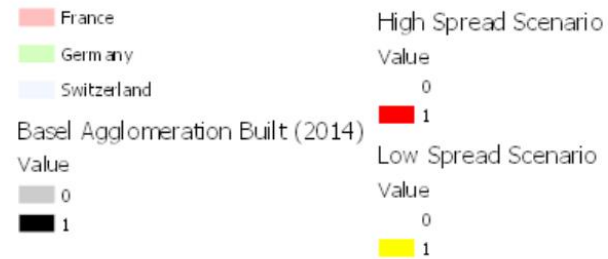 France
Germany
Switzerland
Basel Agglomeration Built (2014)
Value
0
1
High Spread Scenario
Value
0
1
Low Spread Scenario
Value
0
1